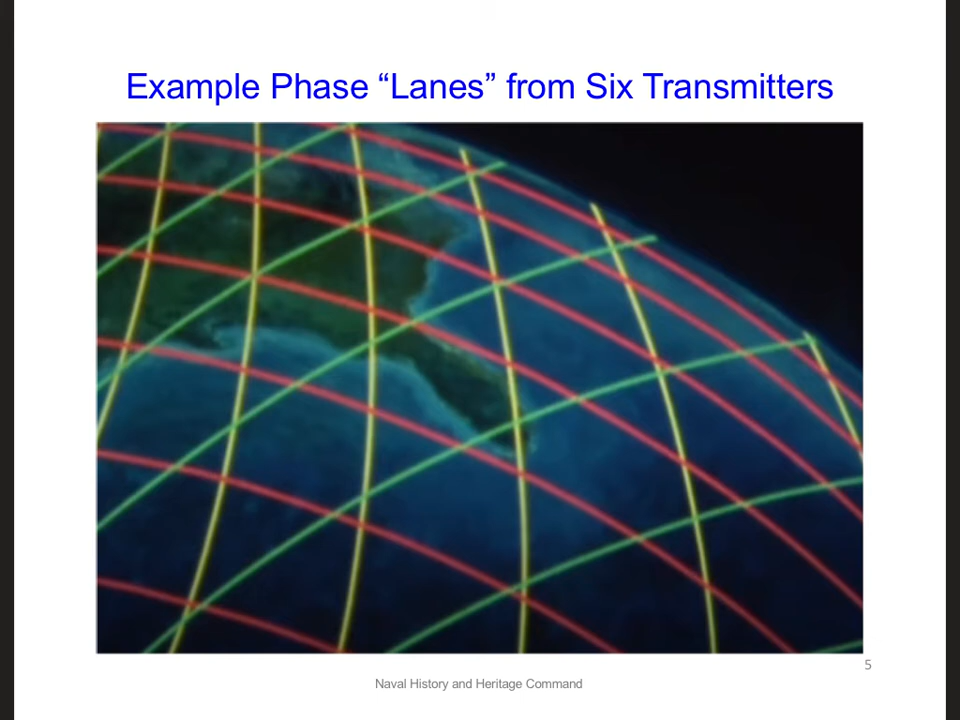 Example Phase “Lanes” from Six Transmitters
5
Naval History and Heritage Command